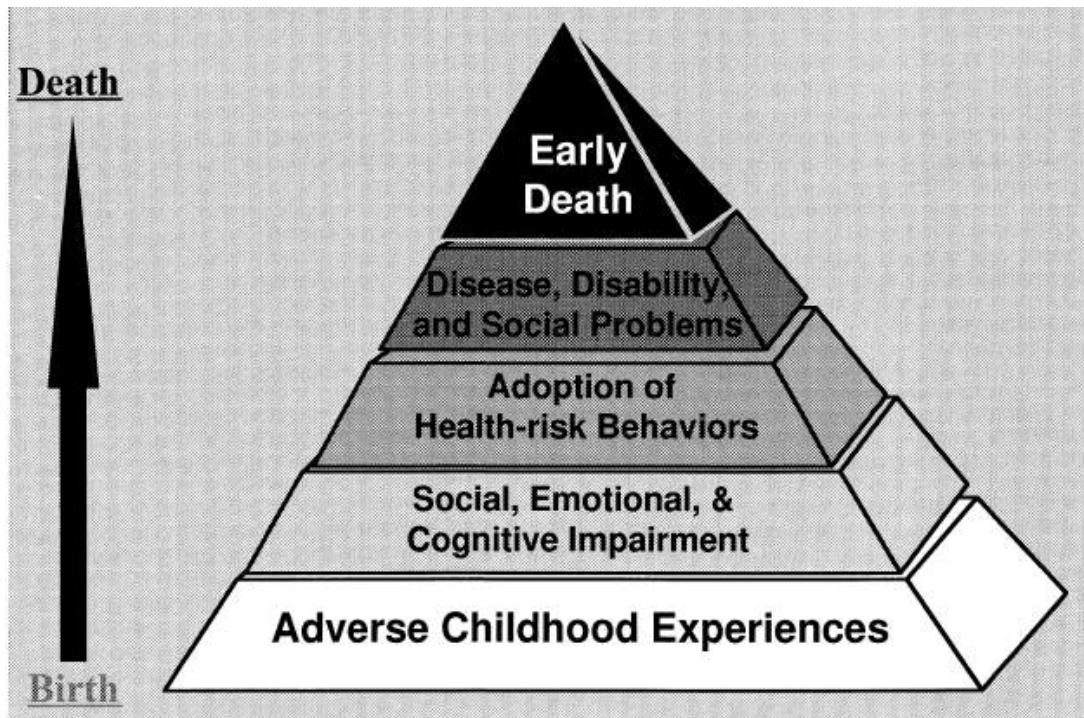 Death
Early
Death
Disease, Disability,
and Social Problems
Adoption of
Health-risk Behaviors
Social, Emotional, &
Cognitive Impairment
Adverse Childhood Experiences
Birth